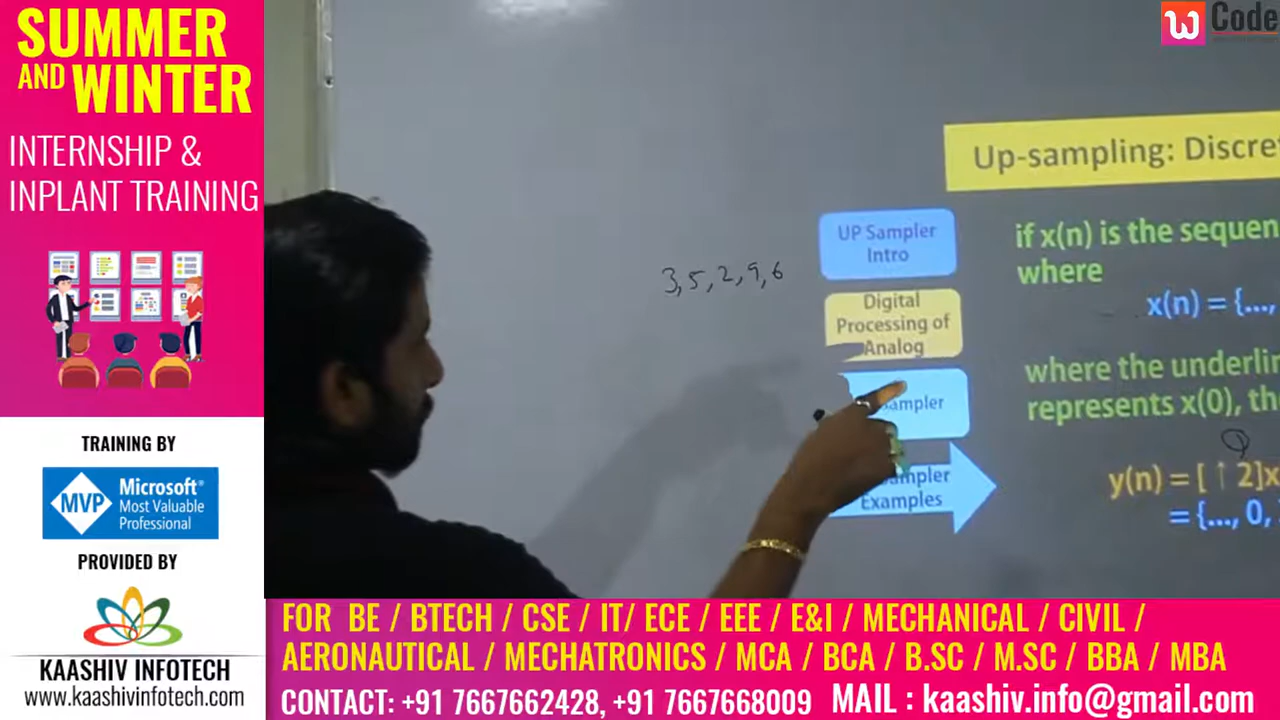 SUMMER
AND WINTER
INTERNSHIP &
INPLANT TRAINING
TRAINING BY
MVP Microsoft®
Most Valuable
Professional
PROVIDED BY
KAASHIV INFOTECH
www.kaashivinfotech.com
W Code
Up-sampling: Discre
UP Sampler
Intro
if x(n) is the sequen
where
3, 5, 2, 9, 6
Digital
Processing of
Analog
x(n) = {...,
where the underli
represents x(0), th
ampler
mpler
Examples
y(n) = [ ↑ 2]x
= {..., 0,
FOR BE / BTECH / CSE / IT/ ECE / EEE / E&I / MECHANICAL / CIVIL /
AERONAUTICAL / MECHATRONICS / MCA / BCA / B.SC / M.SC / BBA / MBA
CONTACT: +91 7667662428, +91 7667668009 MAIL : kaashiv.info@gmail.com